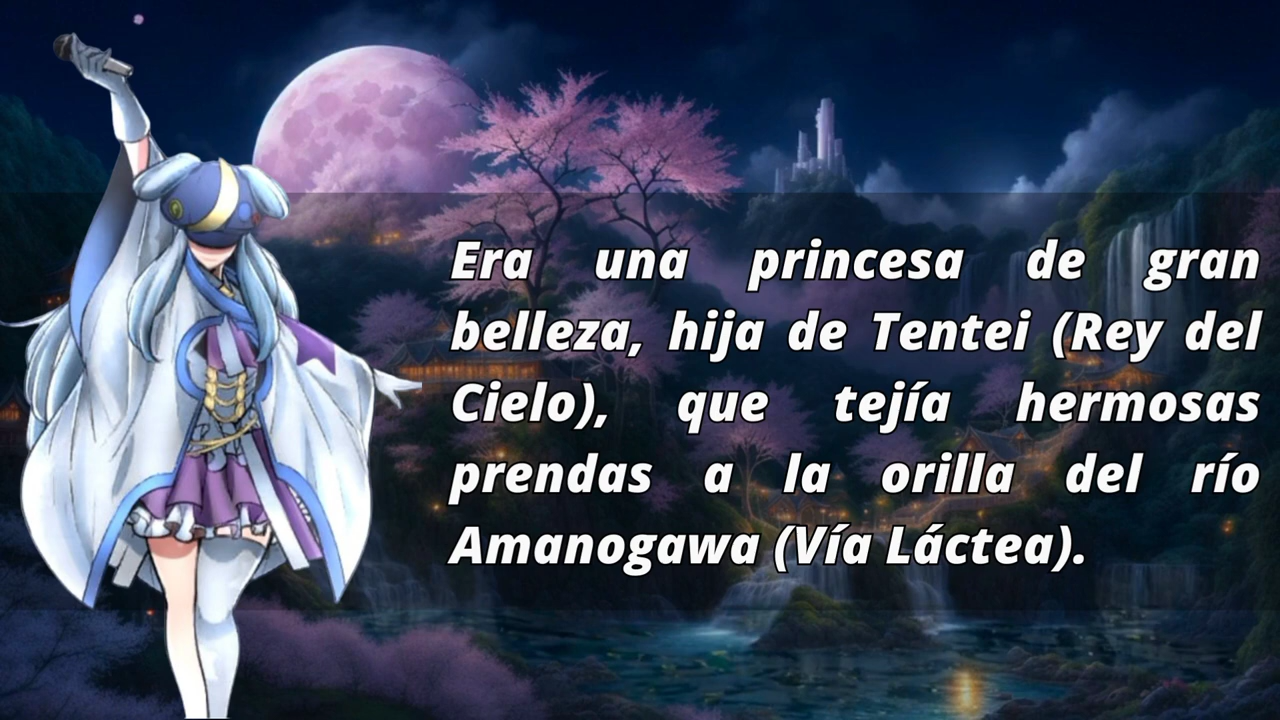 Era una princesa de gran
belleza, hija de Tentei (Rey del
Cielo), que tejía hermosas
prendas a la orilla del río
Amanogawa (Vía Láctea).